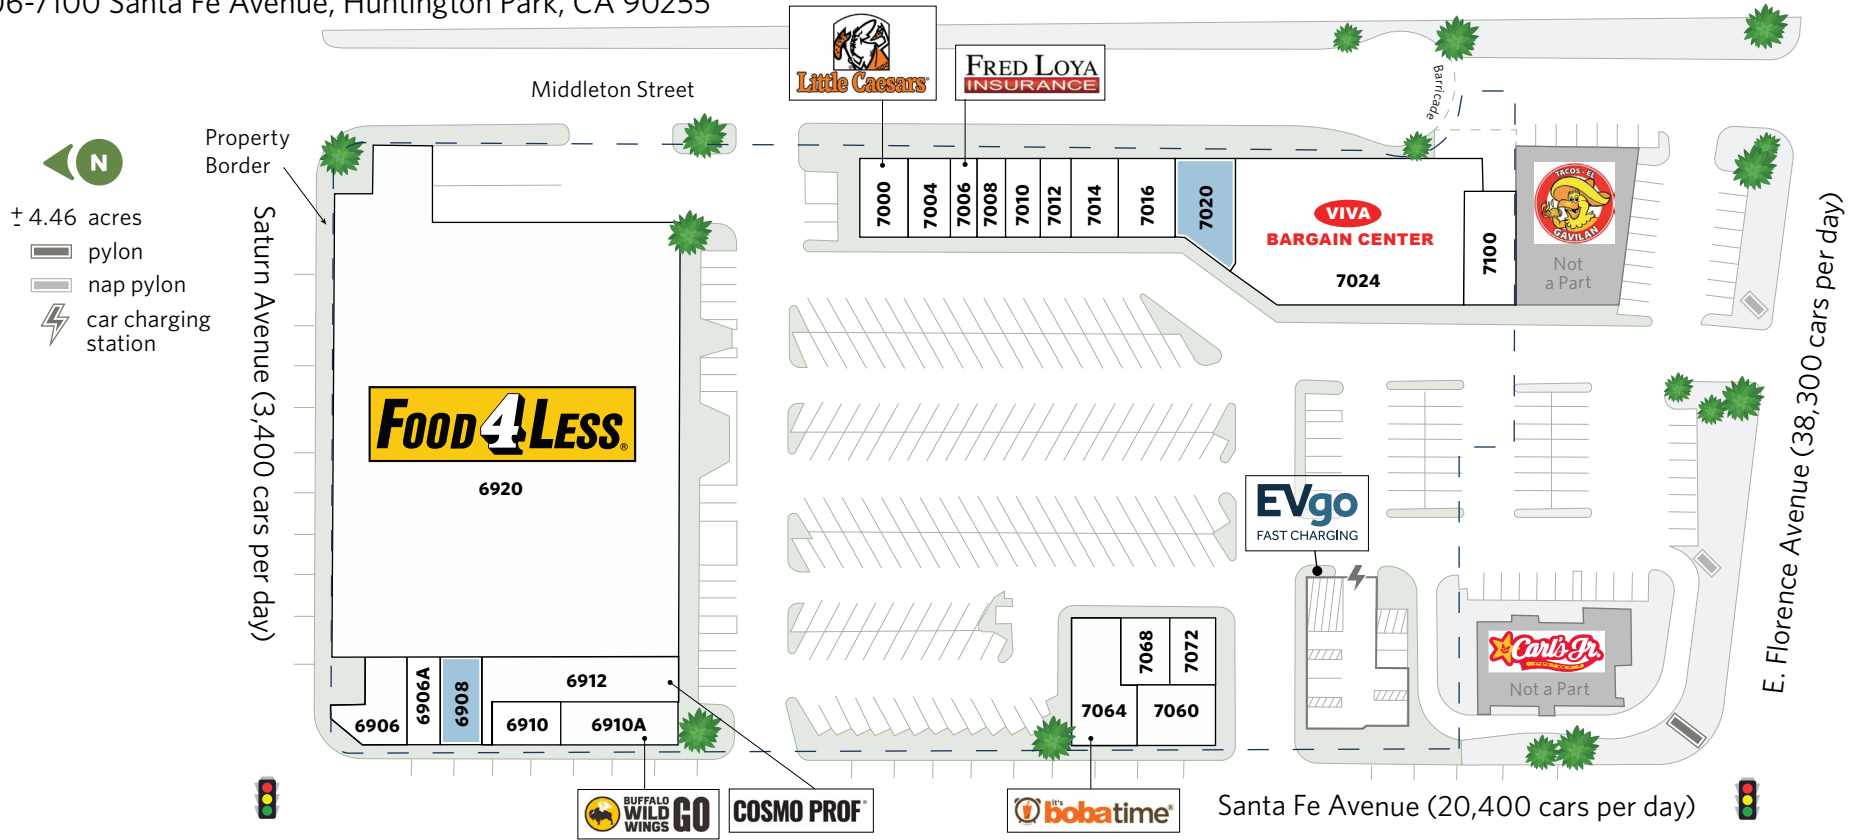 06-7100 Santa Fe Avenue, Huntington Park, CA 90255
Little Caesars®
FRED LOYA
INSURANCE
Middleton Street
Barricade
Property
Border
N
± 4.46 acres
pylon
nap pylon
car charging
station
Saturn Avenue (3,400 cars per day)
7000
7004
7006
7008
7010
7012
7014
7016
7020
VIVA
BARGAIN CENTER
7024
7100
TACOS - EL
GAVILAN
Not
a Part
E. Florence Avenue (38,300 cars per day)
FOOD 4 LESS®
6920
EVgo
FAST CHARGING
6906
6906A
6908
6912
6910
6910A
7068
7072
7064
7060
Carl's Jr.
Not a Part
BUFFALO
WILD
WINGS
GO
COSMO PROF®
it's
bobatime®
Santa Fe Avenue (20,400 cars per day)